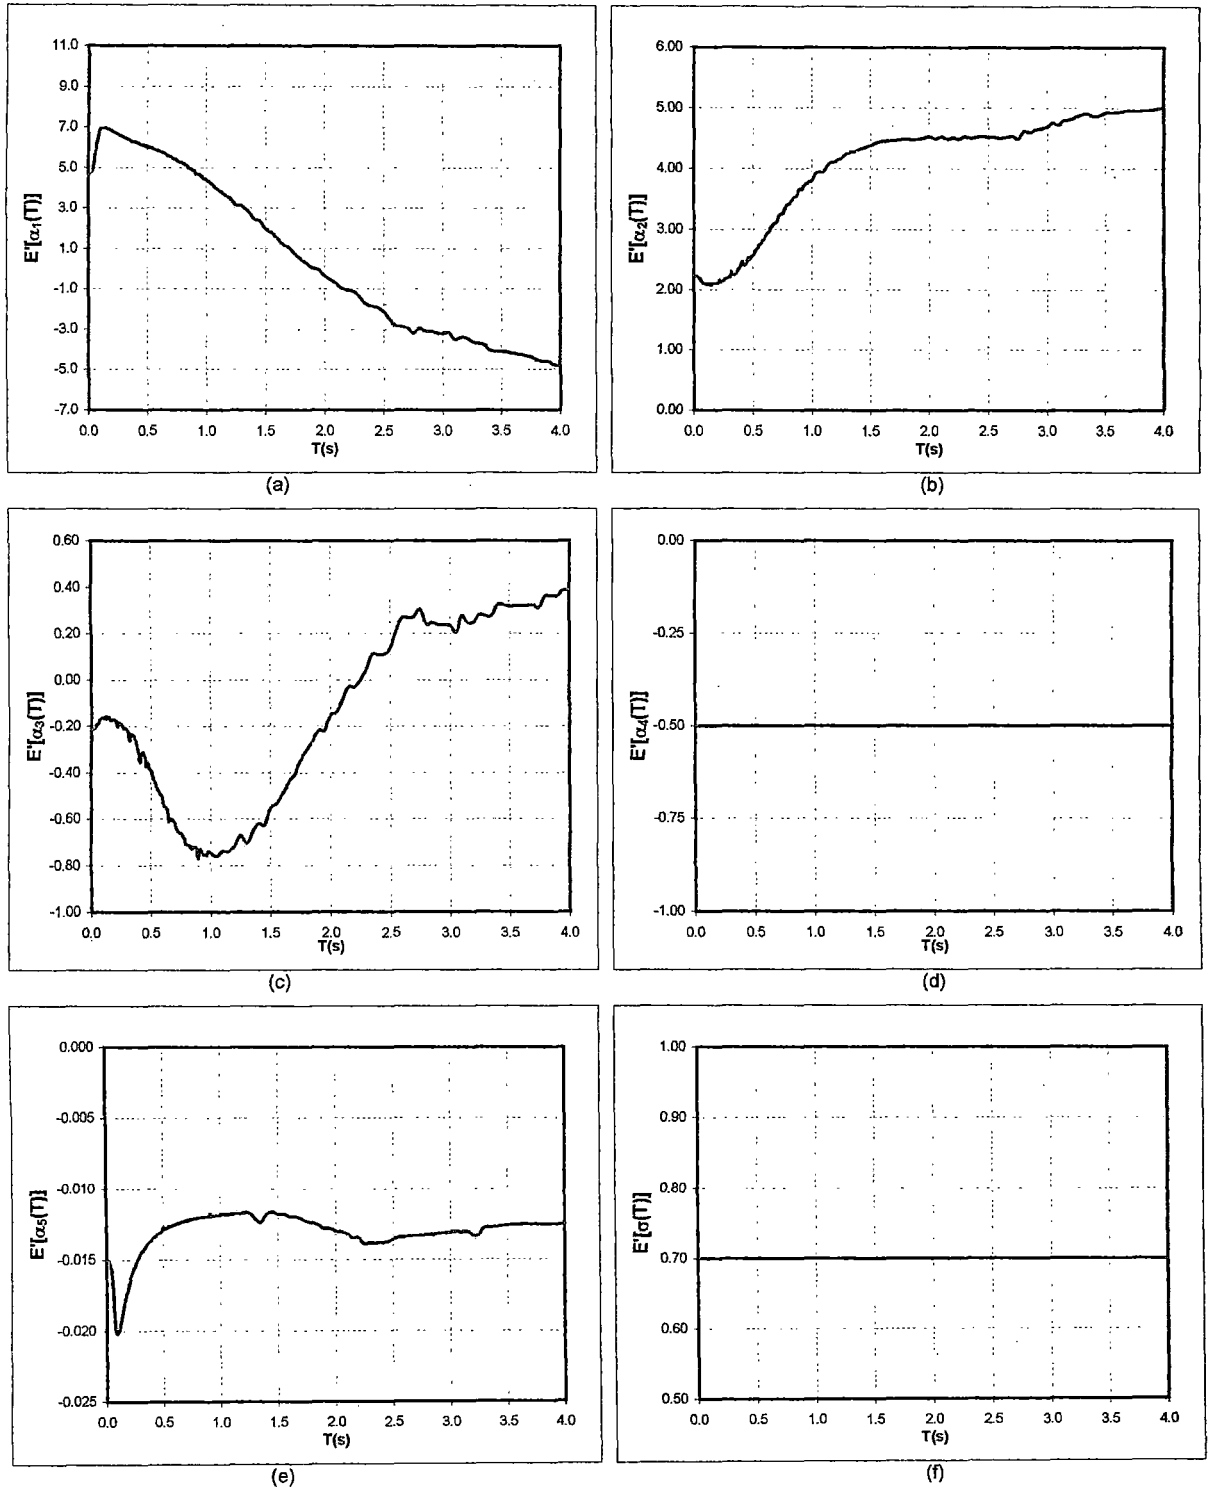 11.0
9.0
7.0
5.0
3.0
1.0
-1.0
-3.0
-5.0
-7.0
E'[α₁(T)]
0.0 0.5 1.0 1.5 2.0 2.5 3.0 3.5 4.0
T(s)
(a)
6.00
5.00
4.00
3.00
2.00
1.00
0.00
E'[α₂(T)]
0.0 0.5 1.0 1.5 2.0 2.5 3.0 3.5 4.0
T(s)
(b)
0.60
0.40
0.20
0.00
-0.20
-0.40
-0.60
-0.80
-1.00
E'[α₃(T)]
0.0 0.5 1.0 1.5 2.0 2.5 3.0 3.5 4.0
T(s)
(c)
0.00
-0.25
-0.50
-0.75
-1.00
E'[α₄(T)]
0.0 0.5 1.0 1.5 2.0 2.5 3.0 3.5 4.0
T(s)
(d)
0.000
-0.005
-0.010
-0.015
-0.020
-0.025
E'[α₅(T)]
0.0 0.5 1.0 1.5 2.0 2.5 3.0 3.5 4.0
T(s)
(e)
1.00
0.90
0.80
0.70
0.60
0.50
E'[σ(T)]
0.0 0.5 1.0 1.5 2.0 2.5 3.0 3.5 4.0
T(s)
(f)